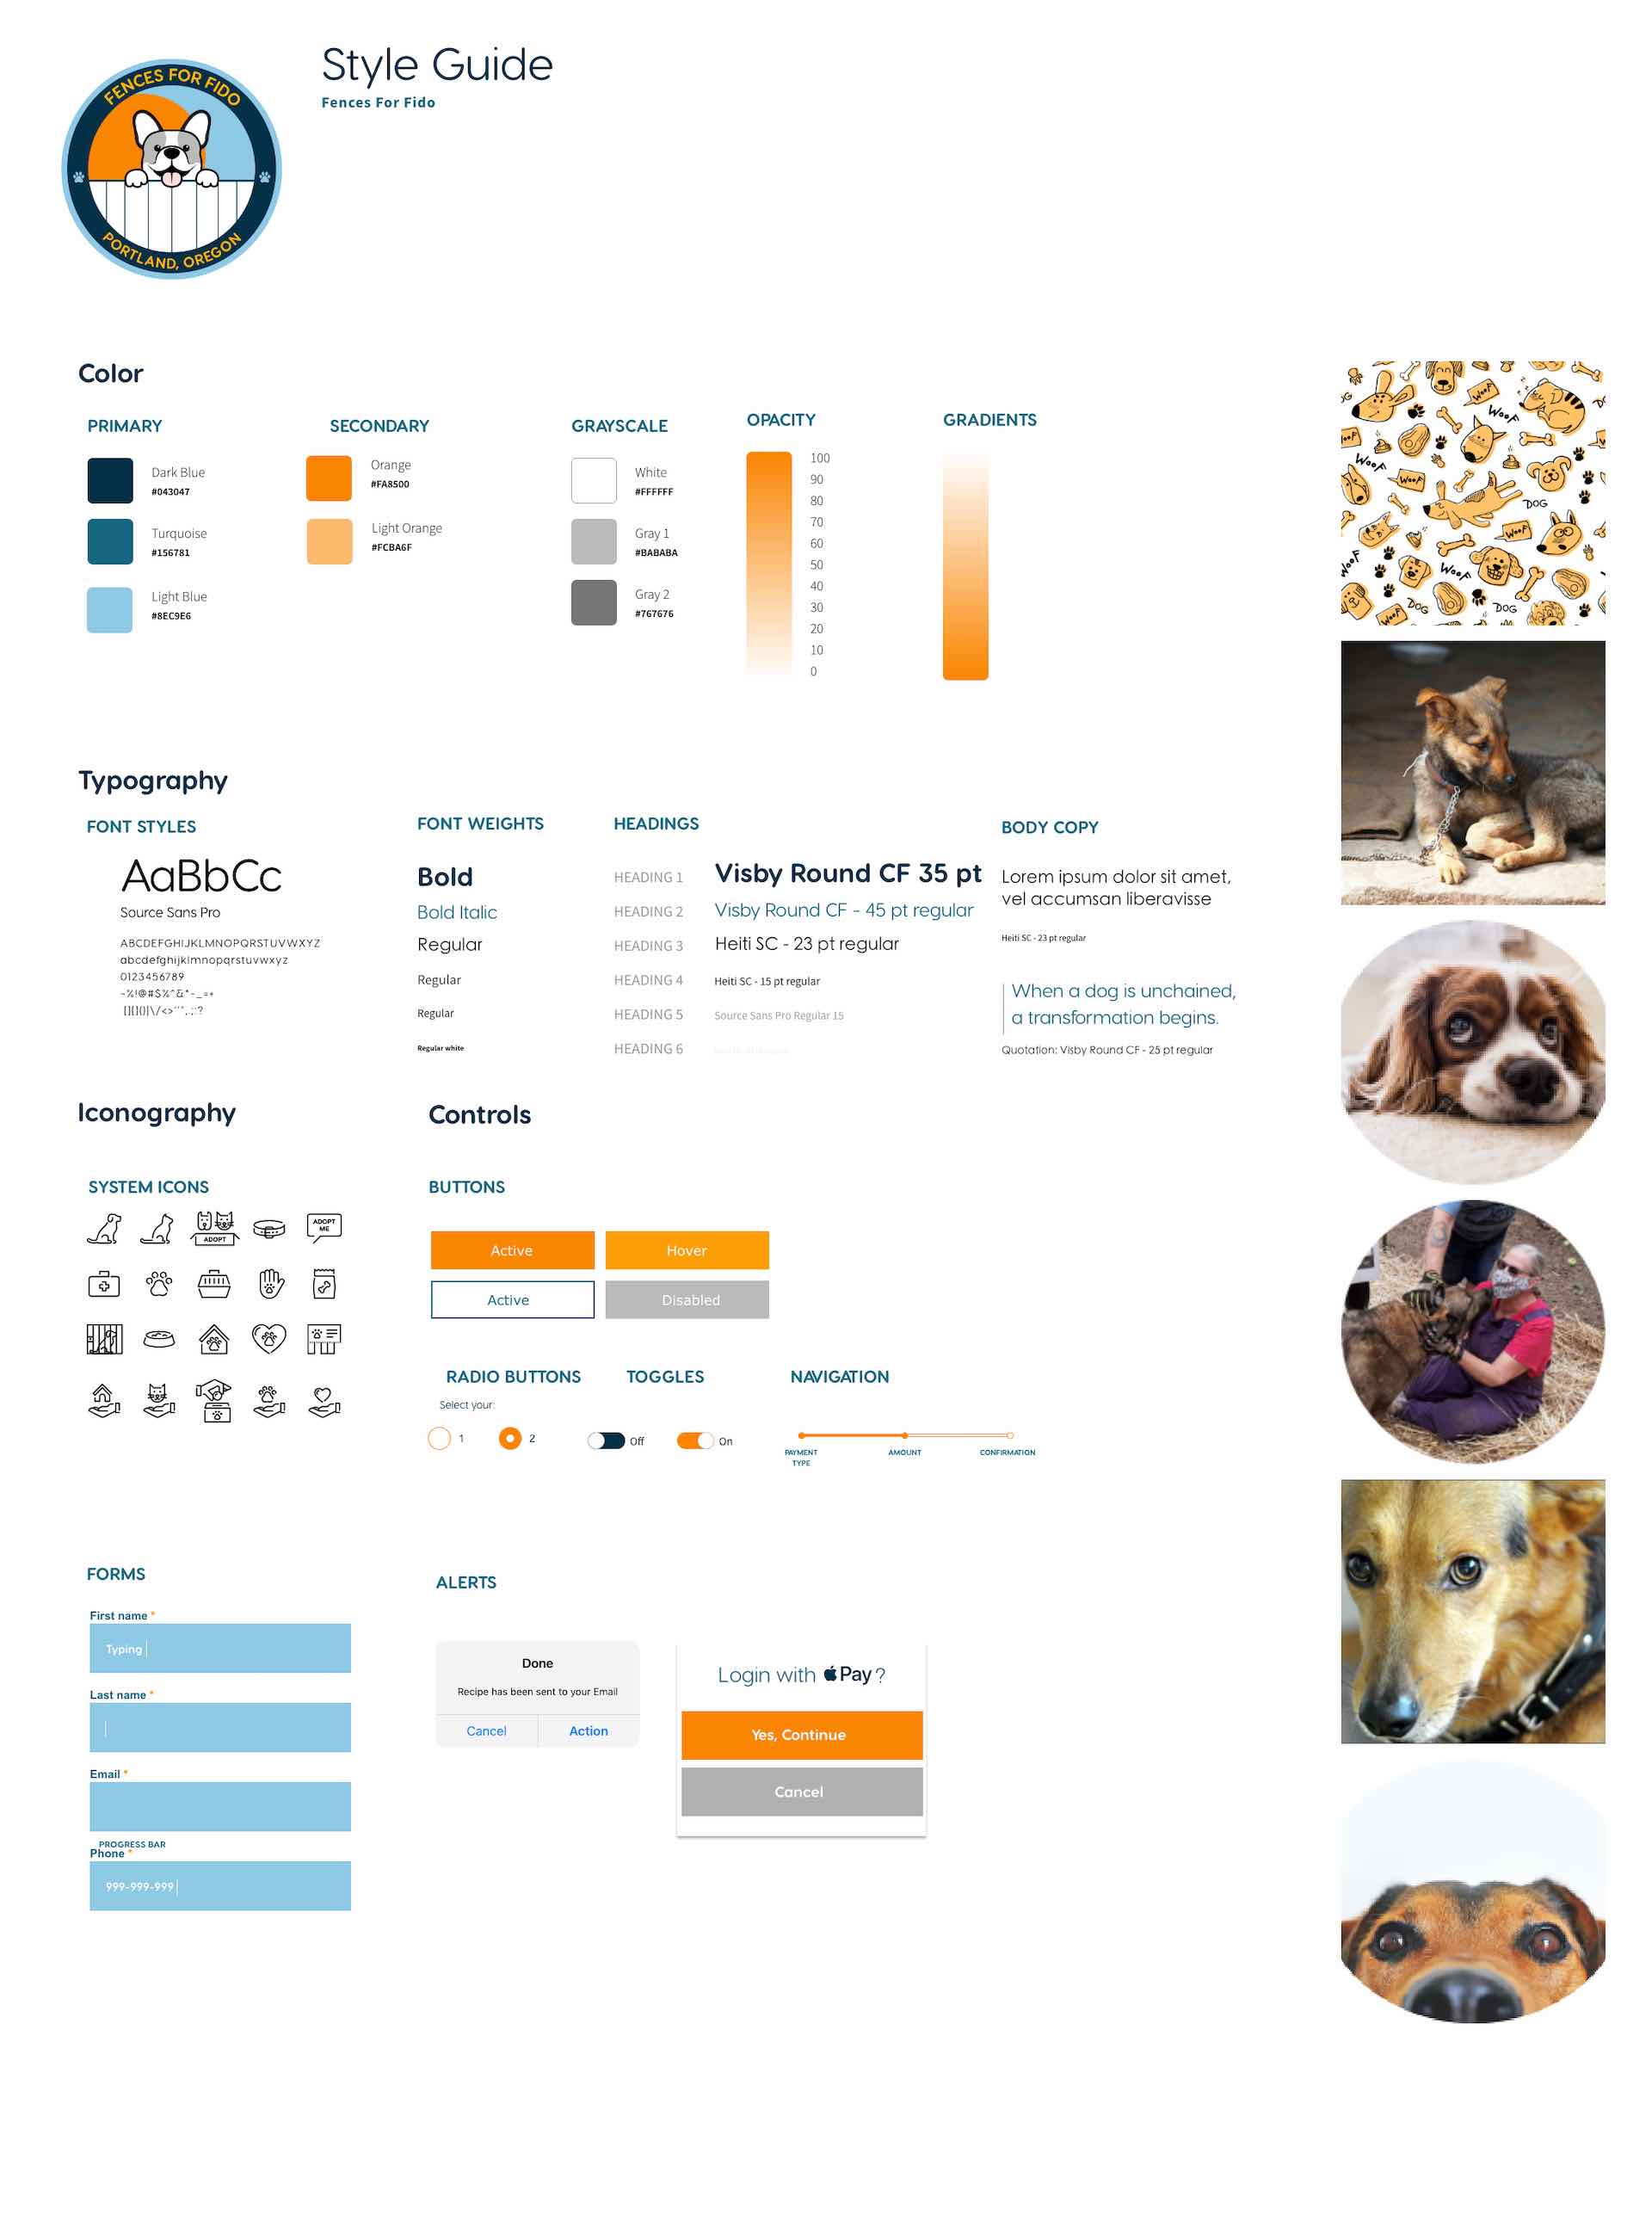 FENCES FOR FIDO
PORTLAND, OREGON
Style Guide
Fences For Fido
Color
PRIMARY
Dark Blue
#043047
Turquoise
#156781
Light Blue
#8EC9E6
SECONDARY
Orange
#FA8500
Light Orange
#FCBA6F
GRAYSCALE
White
#FFFFFF
Gray 1
#BABABA
Gray 2
#767676
OPACITY
100
90
80
70
60
50
40
30
20
10
0
GRADIENTS
WOOF
DOG
Typography
FONT STYLES
AaBbCc
Source Sans Pro
ABCDEFGHIJKLMNOPQRSTUVWXYZ
abcdefghijklmnopqrstuvwxyz
0123456789
FONT WEIGHTS
Bold
Bold Italic
Regular
Regular
Regular
Regular white
HEADINGS
HEADING 1 Visby Round CF 35 pt
HEADING 2 Visby Round CF - 45 pt regular
HEADING 3 Heiti SC - 23 pt regular
HEADING 4 Heiti SC - 15 pt regular
HEADING 5 Source Sans Pro Regular 15
HEADING 6
BODY COPY
Lorem ipsum dolor sit amet,
vel accumsan liberavisse
Heiti SC - 23 pt regular
When a dog is unchained,
a transformation begins.
Quotation: Visby Round CF - 25 pt regular
Iconography
SYSTEM ICONS
ADOPT
ADOPT
ME
Controls
BUTTONS
Active
Hover
Active
Disabled
RADIO BUTTONS
Select your:
1
2
TOGGLES
Off
On
NAVIGATION
PAYMENT
TYPE
AMOUNT
CONFIRMATION
FORMS
First name *
Typing
Last name *
Email *
PROGRESS BAR
Phone *
999-999-999
ALERTS
Done
Recipe has been sent to your Email
Cancel
Action
Login with Pay?
Yes, Continue
Cancel